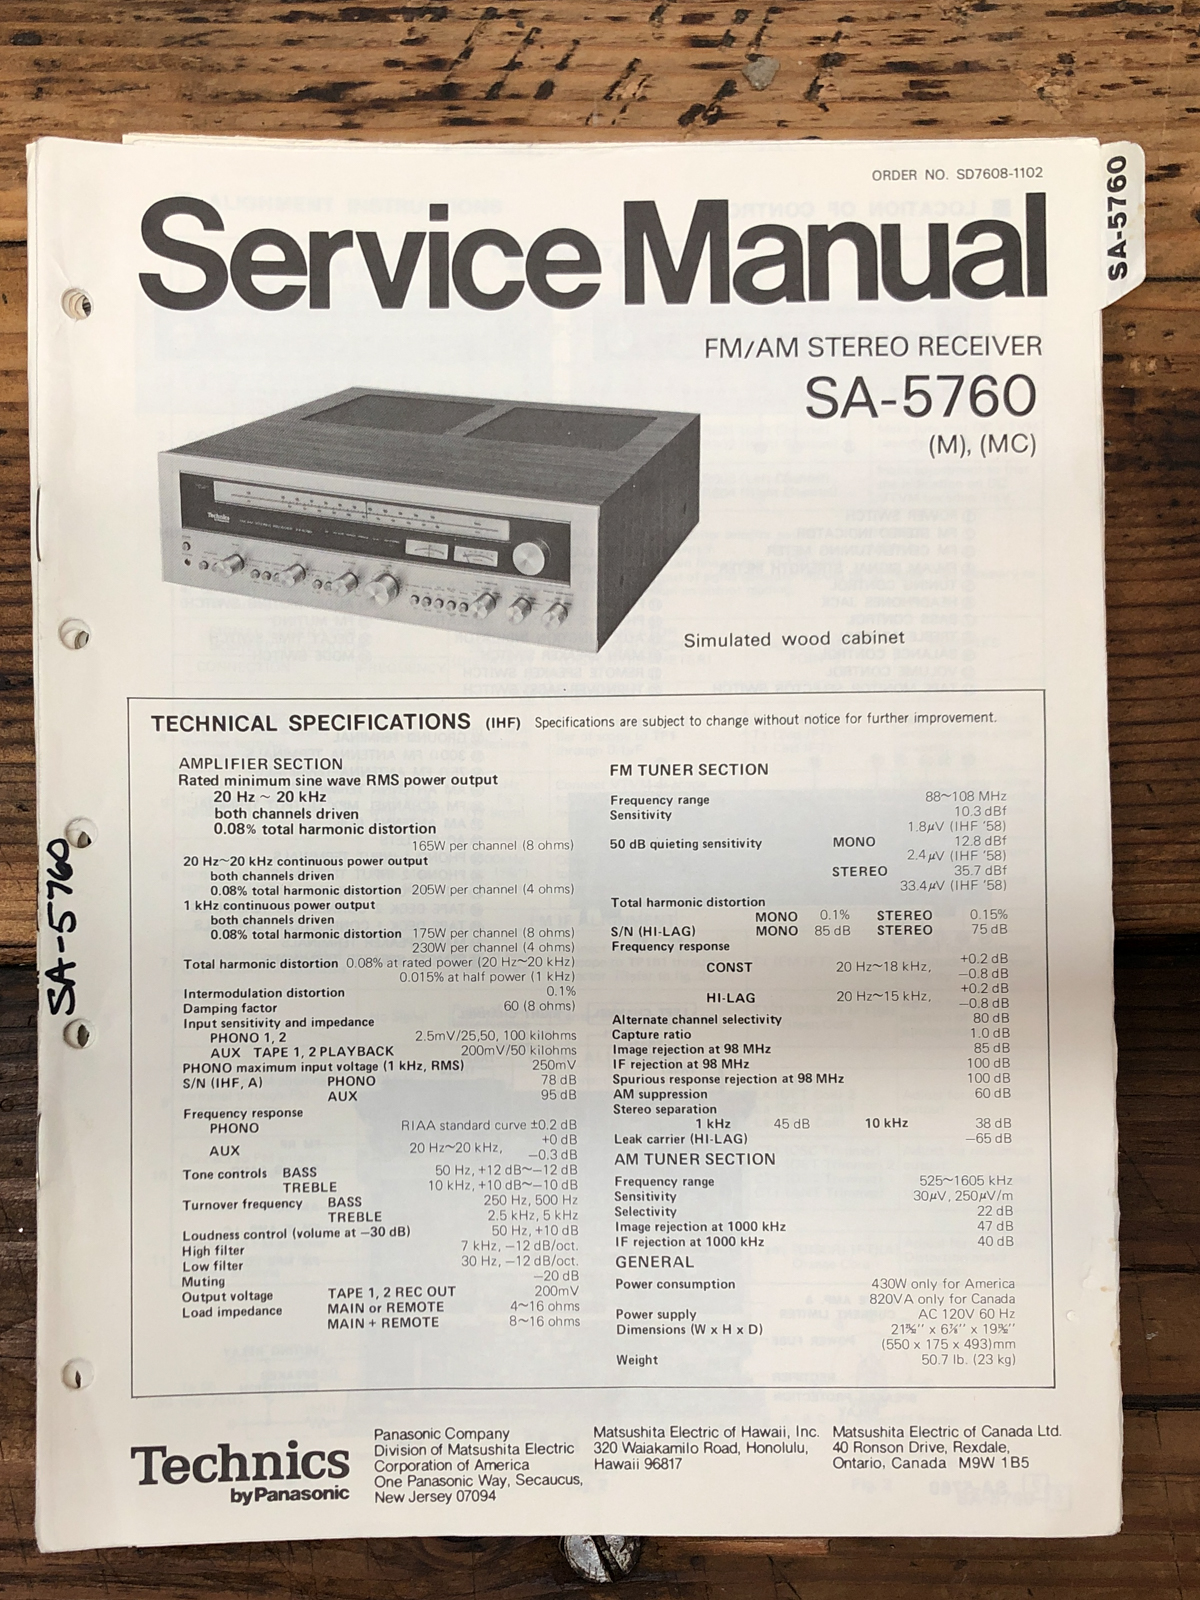 ORDER NO. SD7608-1102
Service Manual
SA-5760
FM/AM STEREO RECEIVER
SA-5760
(M), (MC)
Technics
Simulated wood cabinet
SA-5760
TECHNICAL SPECIFICATIONS (IHF) Specifications are subject to change without notice for further improvement.
AMPLIFIER SECTION
Rated minimum sine wave RMS power output
20 Hz ~ 20 kHz
both channels driven
0.08% total harmonic distortion
165W per channel (8 ohms)
20 Hz~20 kHz continuous power output
both channels driven
0.08% total harmonic distortion 205W per channel (4 ohms)
1 kHz continuous power output
both channels driven
0.08% total harmonic distortion 175W per channel (8 ohms)
230W per channel (4 ohms)
Total harmonic distortion 0.08% at rated power (20 Hz~20 kHz)
0.015% at half power (1 kHz)
Intermodulation distortion 0.1%
Damping factor 60 (8 ohms)
Input sensitivity and impedance
PHONO 1, 2 2.5mV/25,50, 100 kilohms
AUX TAPE 1, 2 PLAYBACK 200mV/50 kilohms
PHONO maximum input voltage (1 kHz, RMS) 250mV
S/N (IHF, A) PHONO 78 dB
AUX 95 dB
Frequency response
PHONO RIAA standard curve ±0.2 dB
AUX 20 Hz~20 kHz, +0 dB
−0.3 dB
Tone controls BASS 50 Hz, +12 dB~−12 dB
TREBLE 10 kHz, +10 dB~−10 dB
Turnover frequency BASS 250 Hz, 500 Hz
TREBLE 2.5 kHz, 5 kHz
Loudness control (volume at −30 dB) 50 Hz, +10 dB
High filter 7 kHz, −12 dB/oct.
Low filter 30 Hz, −12 dB/oct.
Muting −20 dB
Output voltage TAPE 1, 2 REC OUT 200mV
Load impedance MAIN or REMOTE 4~16 ohms
MAIN + REMOTE 8~16 ohms
FM TUNER SECTION
Frequency range 88~108 MHz
Sensitivity 10.3 dBf
1.8μV (IHF '58)
50 dB quieting sensitivity MONO 12.8 dBf
2.4μV (IHF '58)
STEREO 35.7 dBf
33.4μV (IHF '58)
Total harmonic distortion
MONO 0.1% STEREO 0.15%
S/N (HI-LAG) MONO 85 dB STEREO 75 dB
Frequency response
CONST 20 Hz~18 kHz, +0.2 dB
−0.8 dB
HI-LAG 20 Hz~15 kHz, +0.2 dB
−0.8 dB
Alternate channel selectivity 80 dB
Capture ratio 1.0 dB
Image rejection at 98 MHz 85 dB
IF rejection at 98 MHz 100 dB
Spurious response rejection at 98 MHz 100 dB
AM suppression 60 dB
Stereo separation
1 kHz 45 dB 10 kHz 38 dB
Leak carrier (HI-LAG) −65 dB
AM TUNER SECTION
Frequency range 525~1605 kHz
Sensitivity 30μV, 250μV/m
Selectivity 22 dB
Image rejection at 1000 kHz 47 dB
IF rejection at 1000 kHz 40 dB
GENERAL
Power consumption 430W only for America
820VA only for Canada
Power supply AC 120V 60 Hz
Dimensions (W x H x D)
(550 x 175 x 493)mm
Weight 50.7 lb. (23 kg)
Technics
by Panasonic
Panasonic Company
Division of Matsushita Electric
Corporation of America
One Panasonic Way, Secaucus,
New Jersey 07094
Matsushita Electric of Hawaii, Inc.
320 Waiakamilo Road, Honolulu,
Hawaii 96817
Matsushita Electric of Canada Ltd.
40 Ronson Drive, Rexdale,
Ontario, Canada M9W 1B5